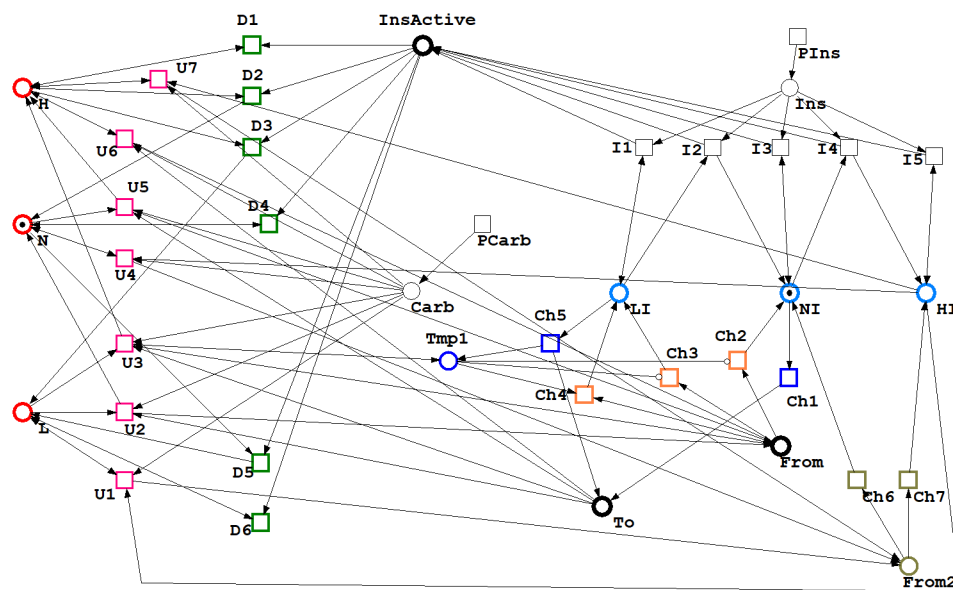 D1
InsActive
PIns
U7
D2
H
Ins
D3
U6
I1
I2
I3
I4
I5
U5
D4
N
PCarb
U4
Carb
LI
NI
HI
Ch5
Tmp1
Ch2
U3
Ch3
Ch4
Ch1
L
U2
D5
From
U1
Ch6
Ch7
D6
To
From2